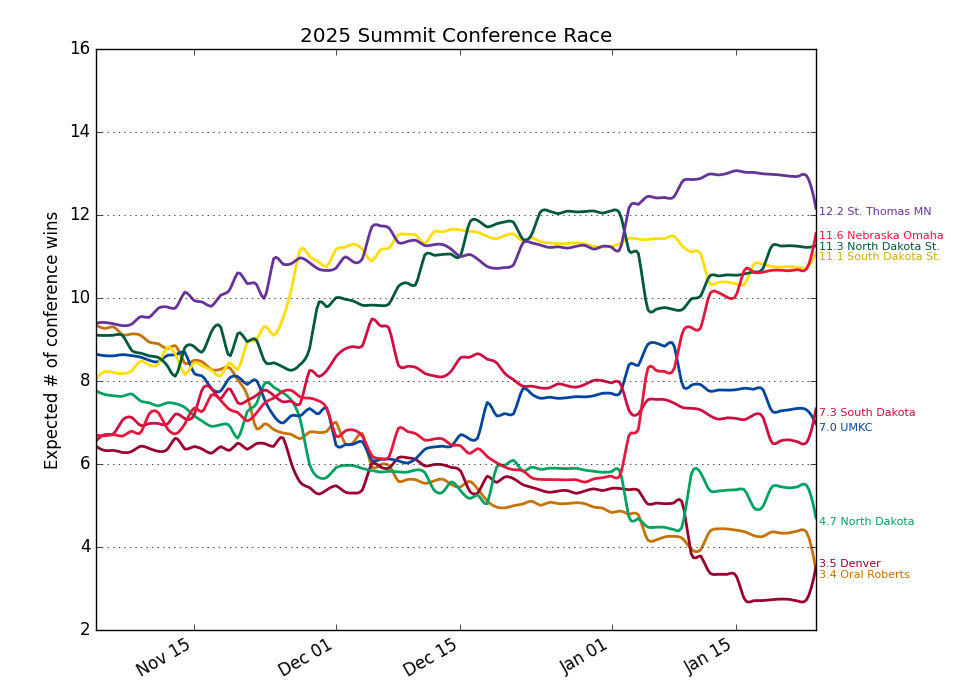 2025 Summit Conference Race
Expected # of conference wins
16
14
12
10
8
6
4
2
Nov 15
Dec 01
Dec 15
Jan 01
Jan 15
12.2 St. Thomas MN
11.6 Nebraska Omaha
11.3 North Dakota St.
11.1 South Dakota St.
7.3 South Dakota
7.0 UMKC
4.7 North Dakota
3.5 Denver
3.4 Oral Roberts